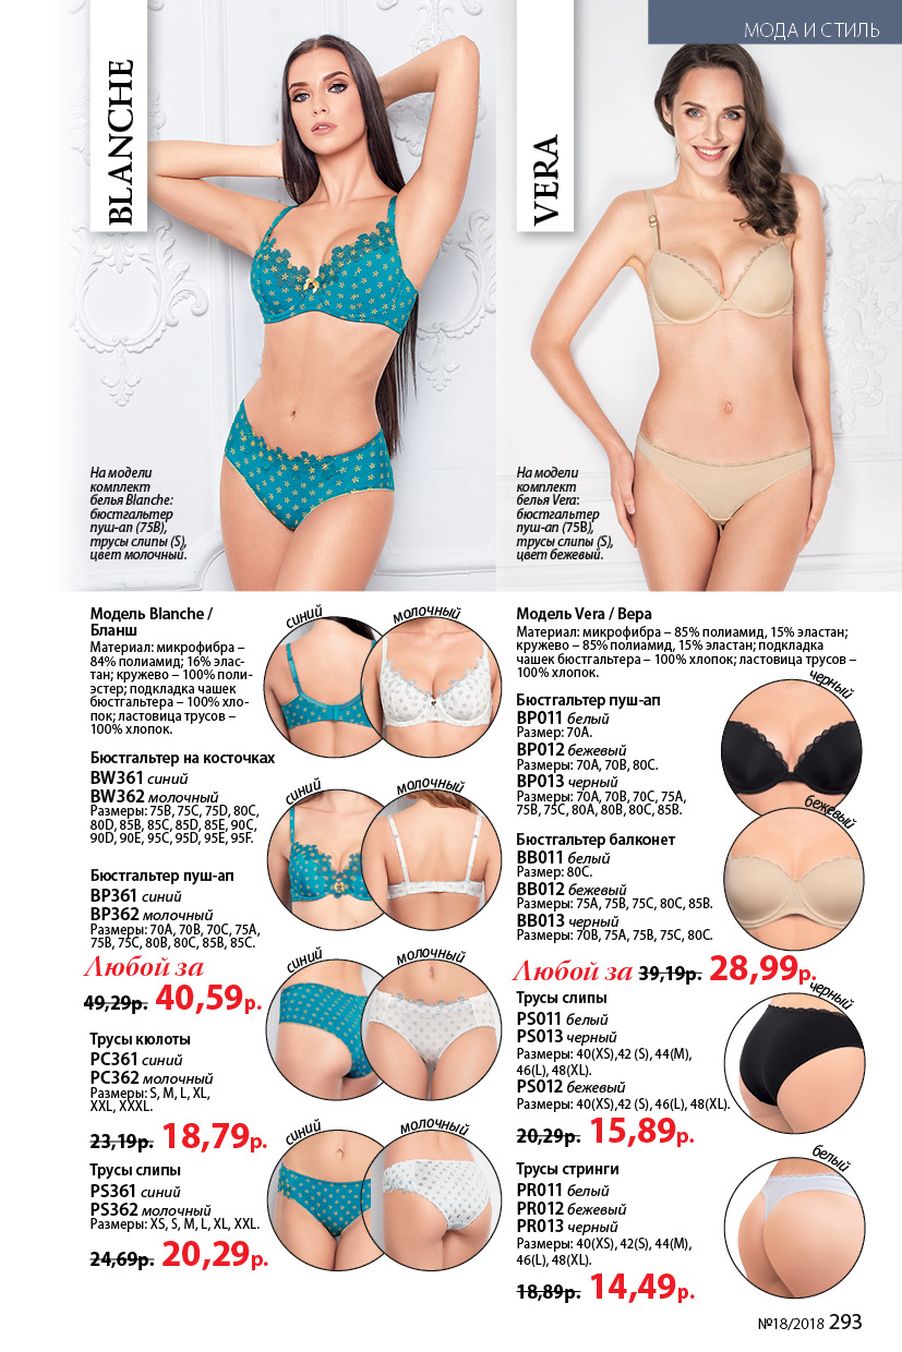 МОДА И СТИЛЬ
BLANCHE
На модели
комплект
белья Blanche:
бюстгальтер
пуш-ап (75B),
трусы слипы (S),
цвет молочный.
VERA
На модели
комплект
белья Vera:
бюстгальтер
пуш-ап (75B),
трусы слипы (S),
цвет бежевый.
Модель Blanche /
Бланш
Материал: микрофибра –
84% полиамид; 16% элас-
тан; кружево – 100% поли-
эстер; подкладка чашек
бюстгальтера – 100% хло-
пок; ластовица трусов –
100% хлопок.
синий
молочный
Бюстгальтер на косточках
BW361 синий
BW362 молочный
Размеры: 75B, 75C, 75D, 80C,
80D, 85B, 85C, 85D, 85E, 90C,
90D, 90E, 95C, 95D, 95E, 95F.
синий
молочный
Бюстгальтер пуш-ап
BP361 синий
BP362 молочный
Размеры: 70A, 70B, 70C, 75A,
75B, 75C, 80B, 80C, 85B, 85C.
Любой за
49,29р. 40,59р.
синий
молочный
Трусы кюлоты
PC361 синий
PC362 молочный
Размеры: S, M, L, XL,
XXL, XXXL.
23,19р. 18,79р.
синий
молочный
Трусы слипы
PS361 синий
PS362 молочный
Размеры: XS, S, M, L, XL, XXL.
24,69р. 20,29р.
Модель Vera / Вера
Материал: микрофибра – 85% полиамид, 15% эластан;
кружево – 85% полиамид, 15% эластан; подкладка
чашек бюстгальтера – 100% хлопок; ластовица трусов –
100% хлопок.
черный
Бюстгальтер пуш-ап
BP011 белый
Размер: 70A.
BP012 бежевый
Размеры: 70A, 70B, 80C.
BP013 черный
Размеры: 70A, 70B, 70C, 75A,
75B, 75C, 80A, 80B, 80C, 85B.
бежевый
Бюстгальтер балконет
BB011 белый
Размер: 80C.
BB012 бежевый
Размеры: 75A, 75B, 75C, 80C, 85B.
BB013 черный
Размеры: 70B, 75A, 75B, 75C, 80C.
Любой за 39,19р. 28,99р.
черный
Трусы слипы
PS011 белый
PS013 черный
Размеры: 40(XS),42 (S), 44(M),
46(L), 48(XL).
PS012 бежевый
Размеры: 40(XS),42 (S), 46(L), 48(XL).
20,29р. 15,89р.
белый
Трусы стринги
PR011 белый
PR012 бежевый
PR013 черный
Размеры: 40(XS), 42(S), 44(M),
46(L), 48(XL).
18,89р. 14,49р.
№18/2018 293